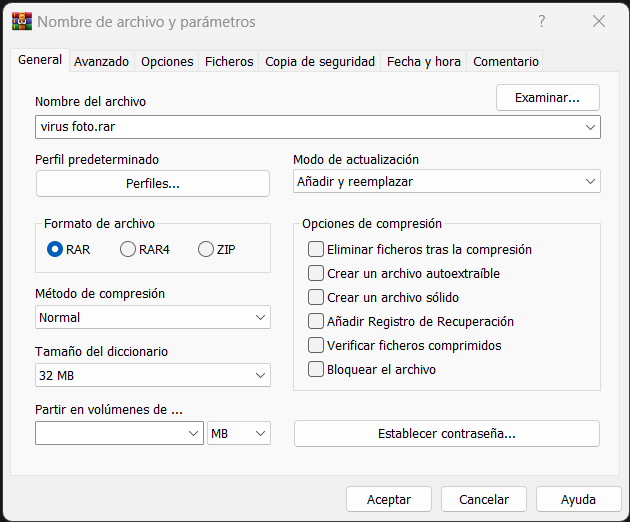 Nombre de archivo y parámetros
General Avanzado Opciones Ficheros Copia de seguridad Fecha y hora Comentario
Nombre del archivo
Examinar...
virus foto.rar
Perfil predeterminado
Modo de actualización
Perfiles...
Añadir y reemplazar
Formato de archivo
RAR RAR4 ZIP
Opciones de compresión
Eliminar ficheros tras la compresión
Crear un archivo autoextraíble
Crear un archivo sólido
Añadir Registro de Recuperación
Verificar ficheros comprimidos
Bloquear el archivo
Método de compresión
Normal
Tamaño del diccionario
32 MB
Partir en volúmenes de ...
MB
Establecer contraseña...
Aceptar Cancelar Ayuda